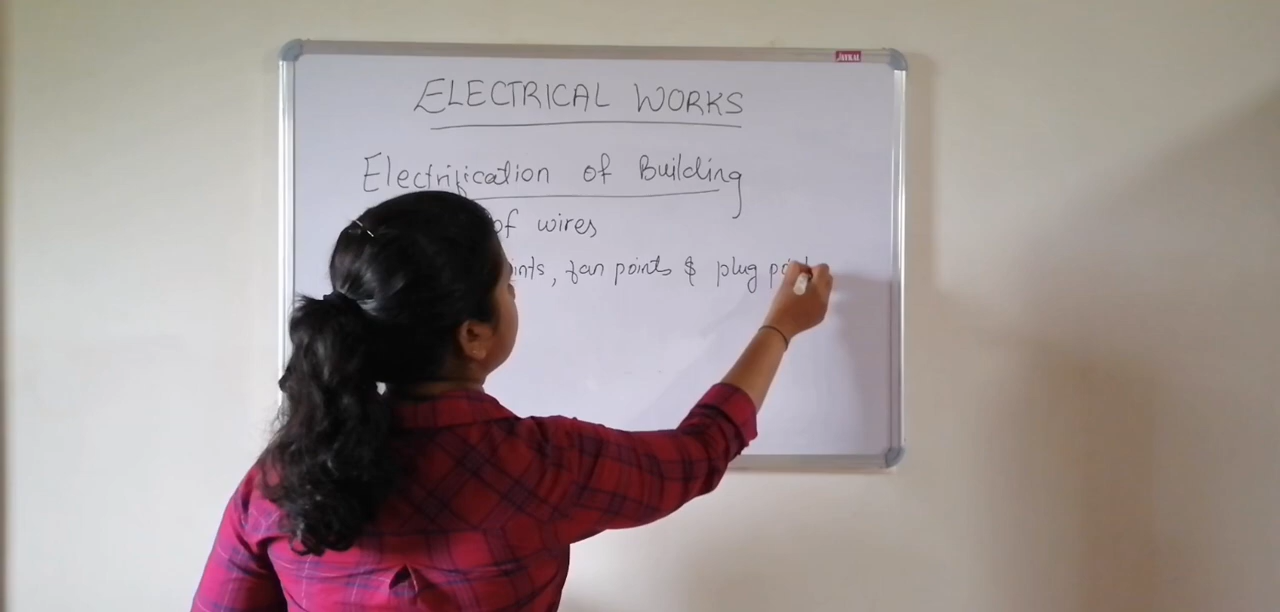 ELECTRICAL WORKS
Electrification of Building
of wires
fan points & plug